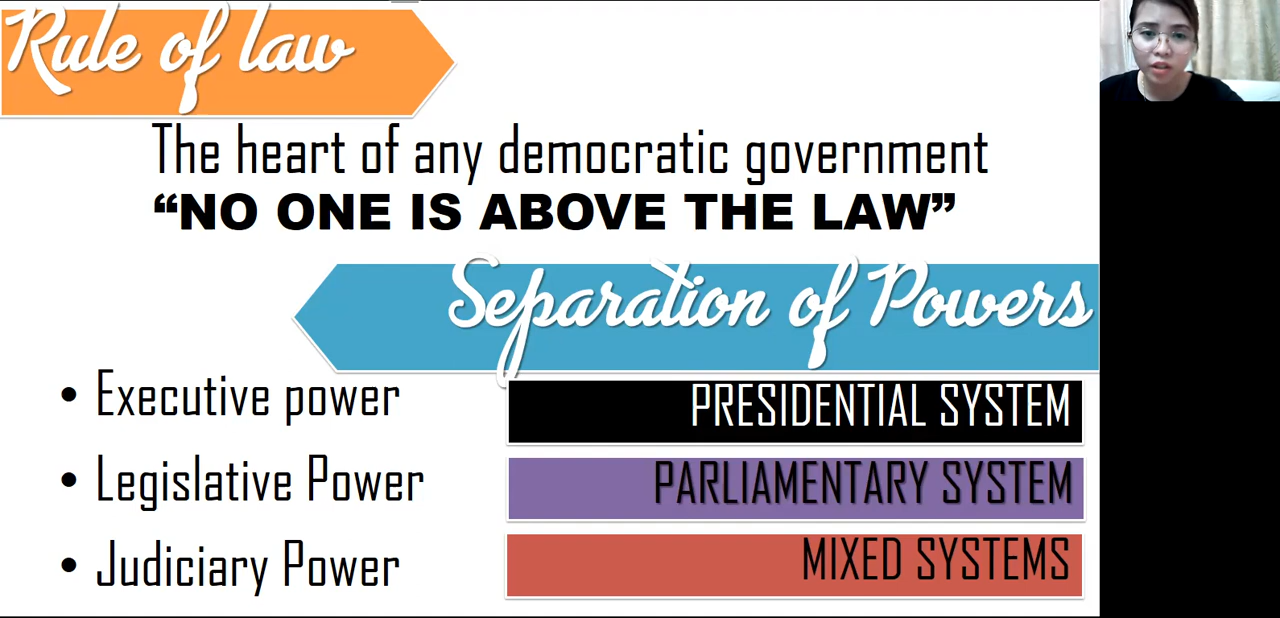 Rule of law
The heart of any democratic government
“NO ONE IS ABOVE THE LAW”
Separation of Powers
• Executive power
• Legislative Power
• Judiciary Power
PRESIDENTIAL SYSTEM
PARLIAMENTARY SYSTEM
MIXED SYSTEMS